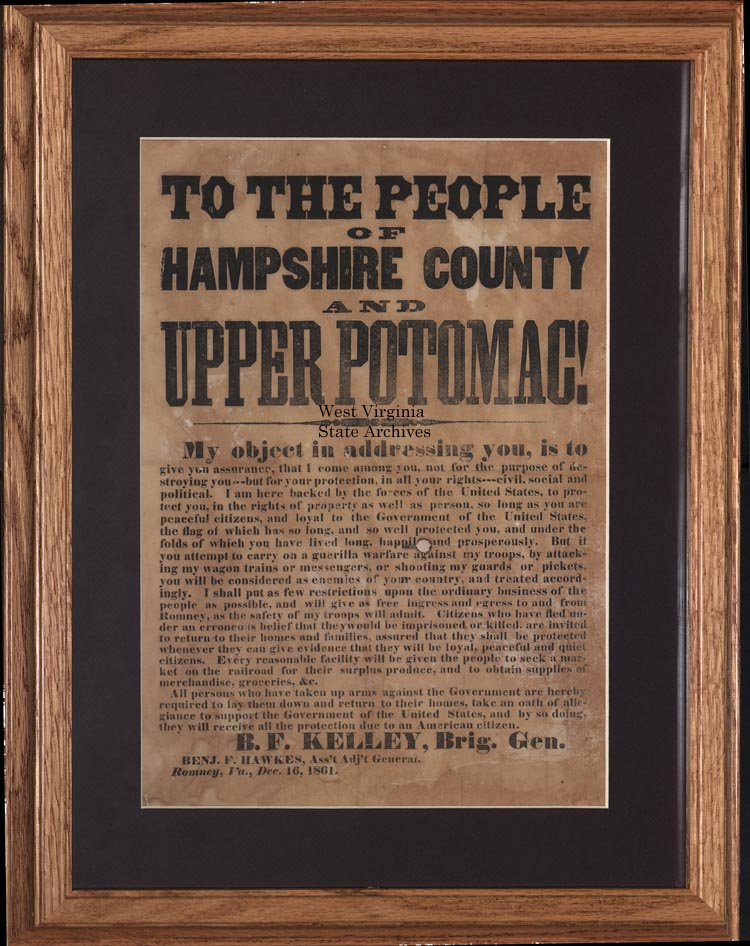 TO THE PEOPLE
OF
HAMPSHIRE COUNTY
AND
UPPER POTOMAC!
West Virginia
State Archives
My object in addressing you, is to
give you assurance, that I come among you, not for the purpose of de-
stroying you---but for your protection, in all your rights---civil, social and
political. I am here backed by the forces of the United States, to pro-
tect you, in the rights of property as well as person, so long as you are
peaceful citizens, and loyal to the Government of the United States,
the flag of which has so long, and so well protected you, and under the
folds of which you have lived long, happily and prosperously. But if
you attempt to carry on a guerilla warfare against my troops, by attack-
ing my wagon trains or messengers, or shooting my guards or pickets,
you will be considered as enemies of your country, and treated accord-
ingly. I shall put as few restrictions upon the ordinary business of the
people as possible, and will give as free ingress and egress to and from
Romney, as the safety of my troops will admit. Citizens who have fled un-
der an erroneous belief that they would be imprisoned or killed, are invited
to return to their homes and families, assured that they shall be protected
whenever they can give evidence that they will be loyal, peaceful and quiet
citizens. Every reasonable facility will be given the people to seek a mar-
ket on the railroad for their surplus produce, and to obtain supplies of
merchandise, groceries, &c.
All persons who have taken up arms against the Government are hereby
required to lay them down and return to their homes, take an oath of alle-
giance to support the Government of the United States, and by so doing,
they will receive all the protection due to an American citizen.
B. F. KELLEY, Brig. Gen.
BENJ. F. HAWKES, Ass't Adj't General.
Romney, Va., Dec. 16, 1861.